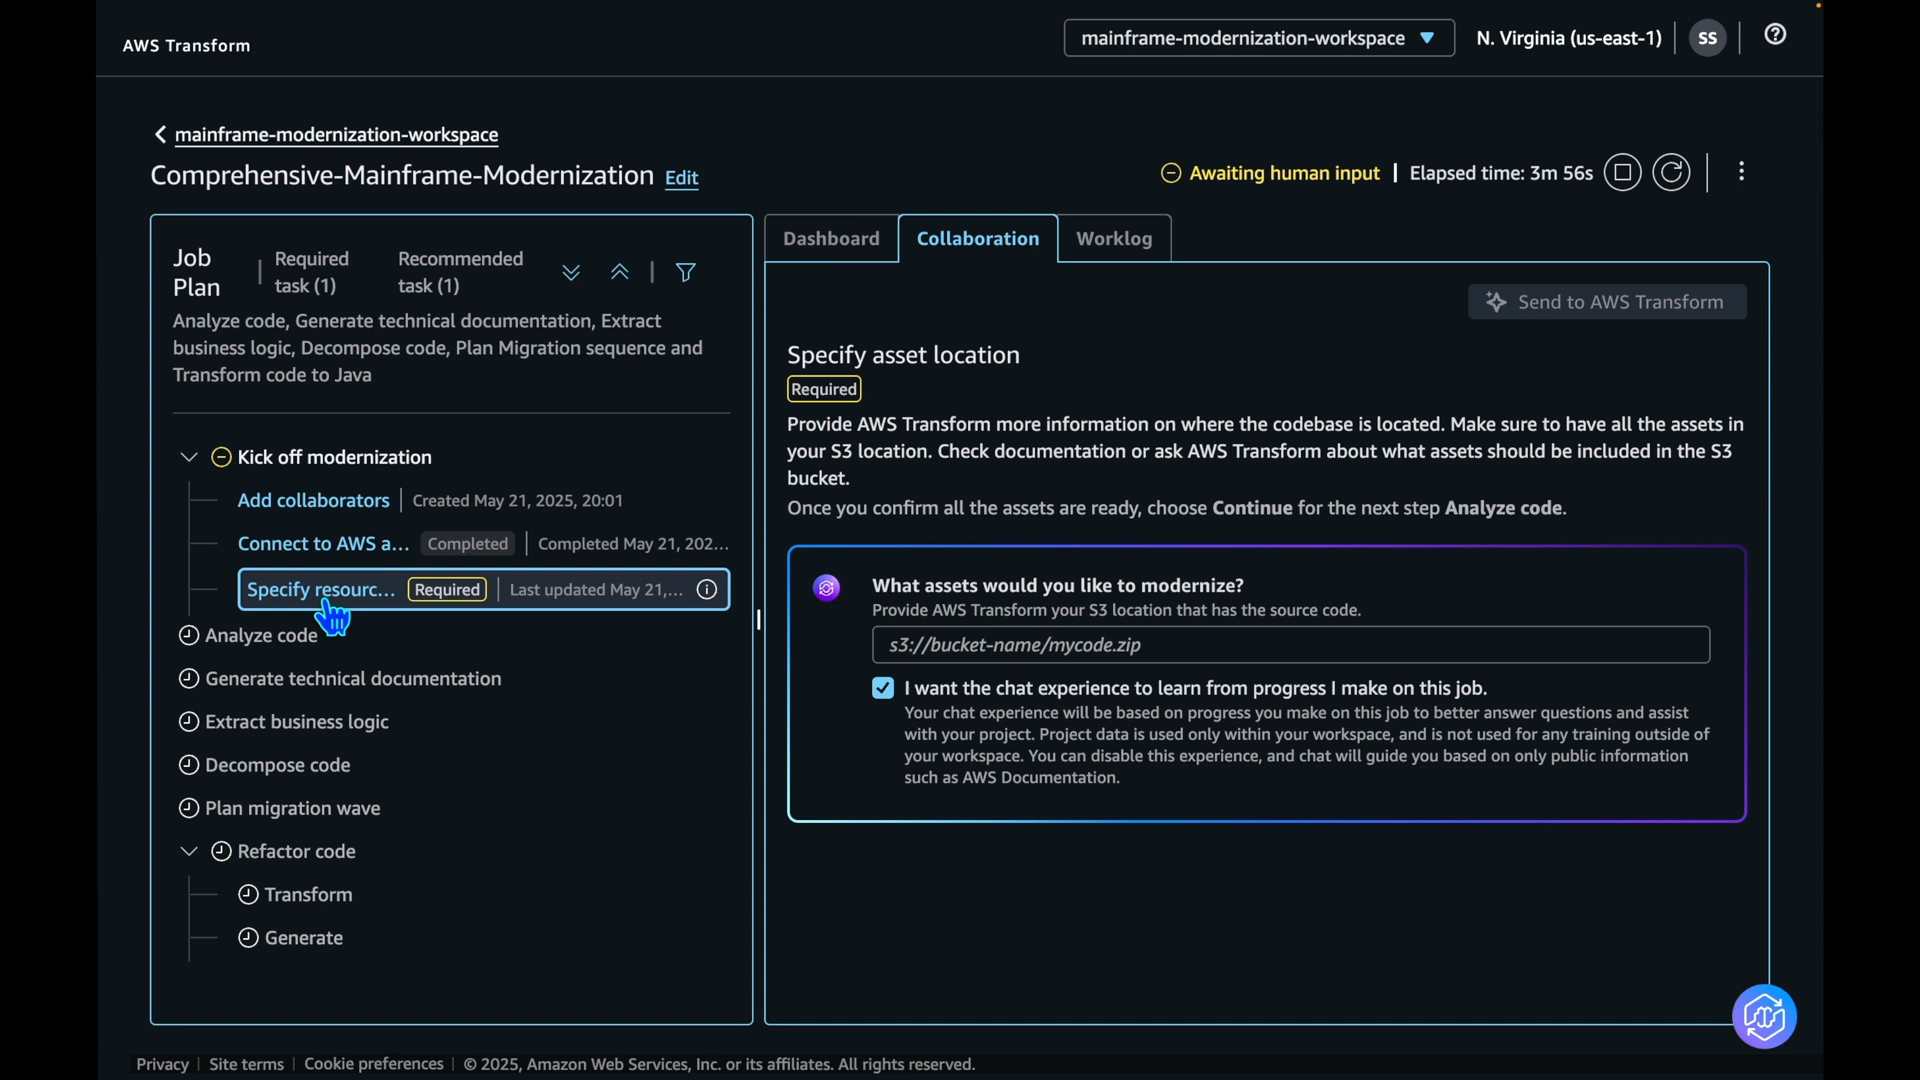 AWS Transform
mainframe-modernization-workspace
N. Virginia (us-east-1)
SS
mainframe-modernization-workspace
Comprehensive-Mainframe-Modernization Edit
Awaiting human input | Elapsed time: 3m 56s
Job Plan
Required task (1)
Recommended task (1)
Analyze code, Generate technical documentation, Extract
business logic, Decompose code, Plan Migration sequence and
Transform code to Java
Kick off modernization
Add collaborators | Created May 21, 2025, 20:01
Connect to AWS a... Completed | Completed May 21, 202...
Specify resourc... Required | Last updated May 21,...
Analyze code
Generate technical documentation
Extract business logic
Decompose code
Plan migration wave
Refactor code
Transform
Generate
Dashboard
Collaboration
Worklog
Send to AWS Transform
Specify asset location
Required
Provide AWS Transform more information on where the codebase is located. Make sure to have all the assets in
your S3 location. Check documentation or ask AWS Transform about what assets should be included in the S3
bucket.
Once you confirm all the assets are ready, choose Continue for the next step Analyze code.
What assets would you like to modernize?
Provide AWS Transform your S3 location that has the source code.
s3://bucket-name/mycode.zip
I want the chat experience to learn from progress I make on this job.
Your chat experience will be based on progress you make on this job to better answer questions and assist
with your project. Project data is used only within your workspace, and is not used for any training outside of
your workspace. You can disable this experience, and chat will guide you based on only public information
such as AWS Documentation.
Privacy | Site terms | Cookie preferences | © 2025, Amazon Web Services, Inc. or its affiliates. All rights reserved.